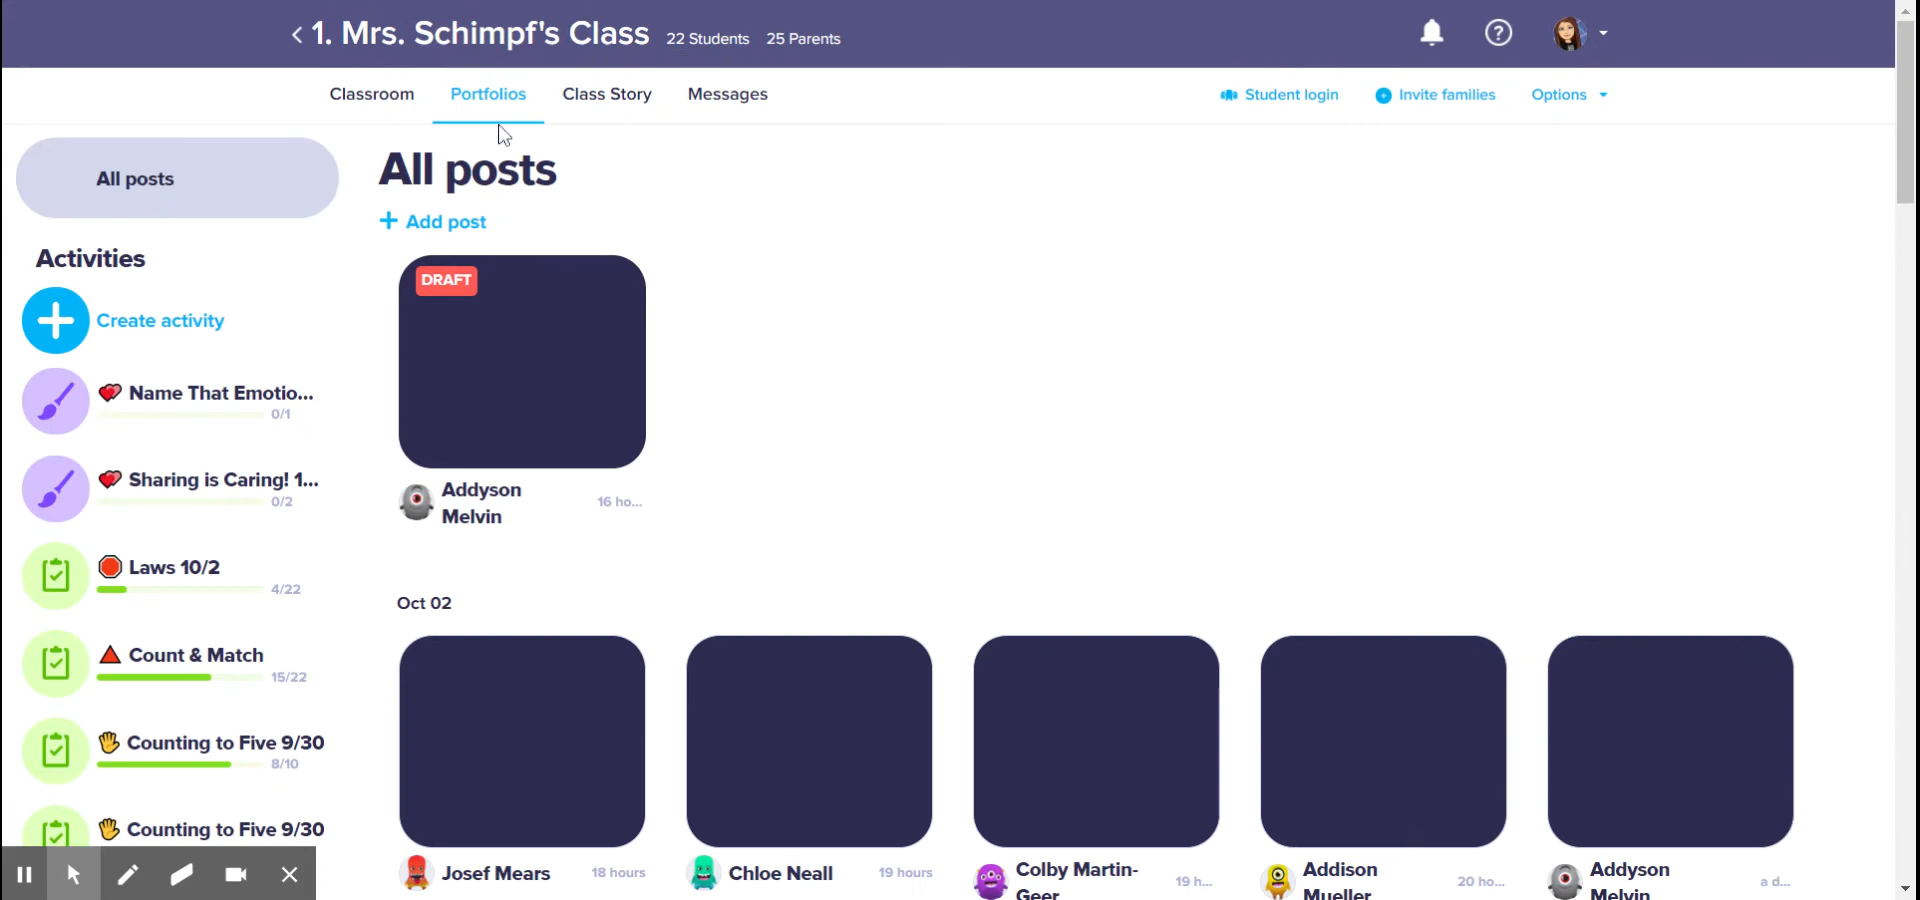 1. Mrs. Schimpf's Class 22 Students 25 Parents
Classroom Portfolios Class Story Messages Student login Invite families Options
All posts
Activities
Create activity
Name That Emotio...
0/1
Sharing is Caring! 1...
0/2
Laws 10/2
4/22
Count & Match
15/22
Counting to Five 9/30
8/10
Counting to Five 9/30
All posts
Add post
DRAFT
Addyson
Melvin
16 ho...
Oct 02
Josef Mears 18 hours
Chloe Neall 19 hours
Colby Martin-
Geer
19 h...
Addison
Mueller
20 ho...
Addyson
Melvin
a d...